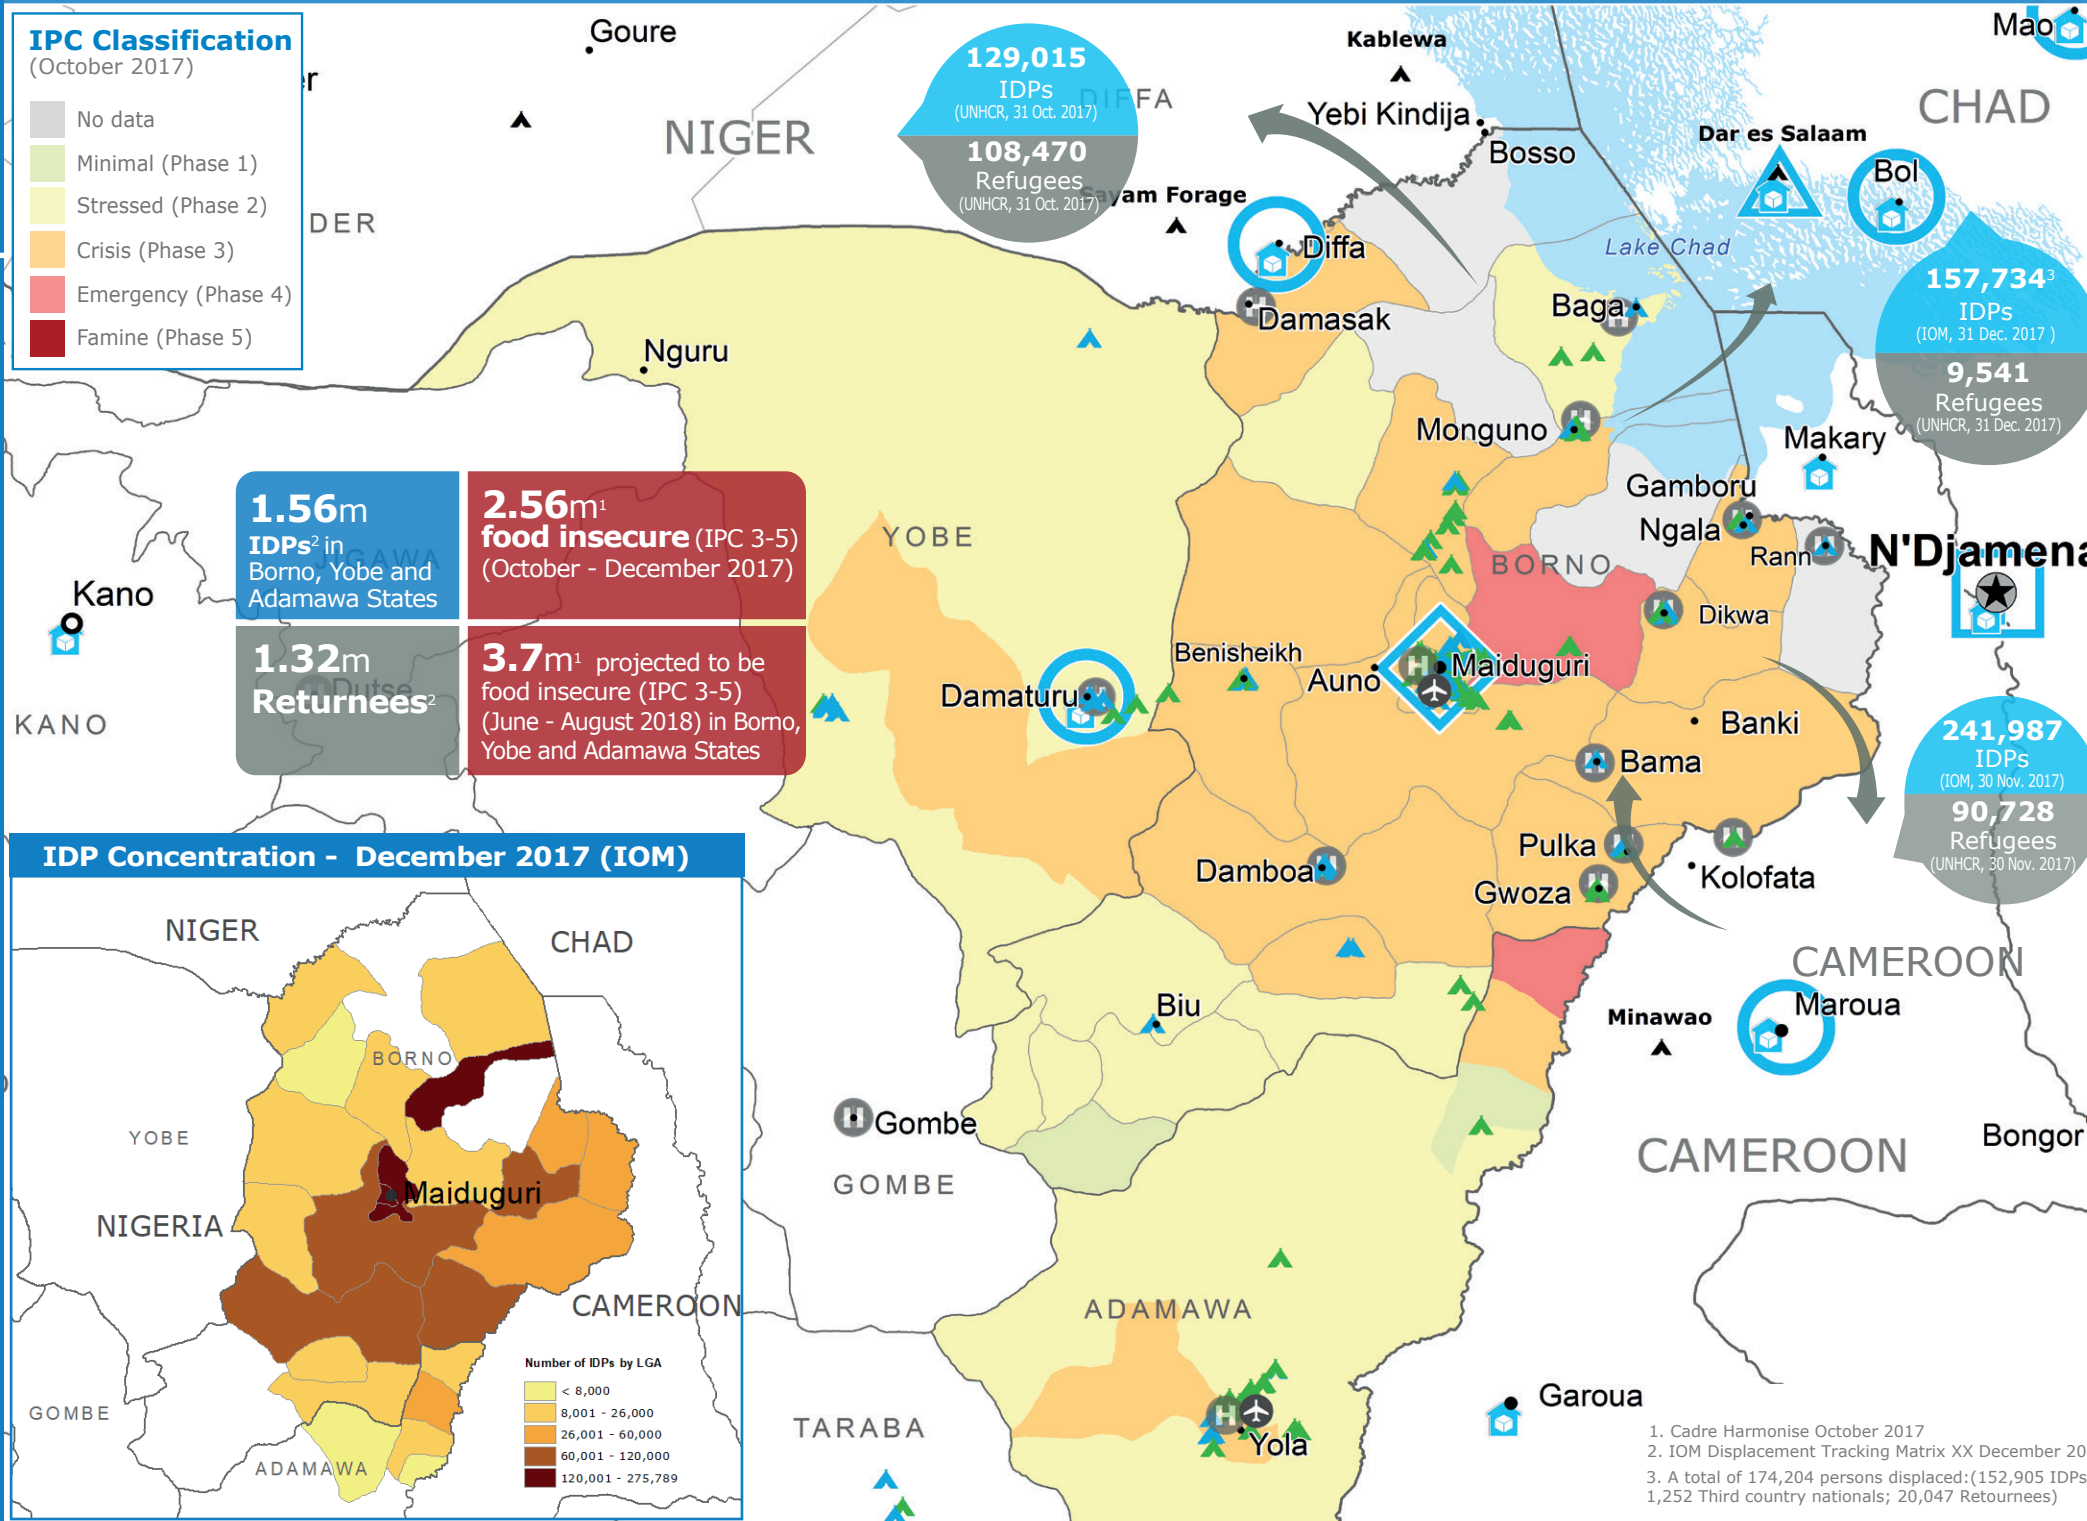 IPC Classification
(October 2017)
No data
Minimal (Phase 1)
Stressed (Phase 2)
Crisis (Phase 3)
Emergency (Phase 4)
Famine (Phase 5)
r
DER
Goure
NIGER
129,015
IDPs
(UNHCR, 31 Oct. 2017)
108,470
Refugees
(UNHCR, 31 Oct. 2017)
DIFFA
Kablewa
Yebi Kindija
Bosso
Sayam Forage
Diffa
Damasak
Mao
CHAD
Dar es Salaam
Bol
Lake Chad
157,734³
IDPs
(IOM, 31 Dec. 2017 )
9,541
Refugees
(UNHCR, 31 Dec. 2017)
Nguru
Baga
Monguno
Makary
Gamboru
Ngala
Rann
N'Djamena
BORNO
Dikwa
YOBE
Kano
KANO
JIGAWA
Dutse
1.56m
IDPs² in
Borno, Yobe and
Adamawa States
2.56m¹
food insecure (IPC 3-5)
(October - December 2017)
1.32m
Returnees²
3.7m¹ projected to be
food insecure (IPC 3-5)
(June - August 2018) in Borno,
Yobe and Adamawa States
Benisheikh
Auno
Maiduguri
Damaturu
Banki
Bama
241,987
IDPs
(IOM, 30 Nov. 2017)
90,728
Refugees
(UNHCR, 30 Nov. 2017)
Pulka
Damboa
Gwoza
Kolofata
CAMEROON
Maroua
Minawao
Biu
Gombe
GOMBE
CAMEROON
Bongor
ADAMAWA
TARABA
Yola
Garoua
IDP Concentration - December 2017 (IOM)
NIGER
CHAD
BORNO
YOBE
Maiduguri
NIGERIA
CAMEROON
GOMBE
ADAMAWA
Number of IDPs by LGA
< 8,000
8,001 - 26,000
26,001 - 60,000
60,001 - 120,000
120,001 - 275,789
1. Cadre Harmonise October 2017
2. IOM Displacement Tracking Matrix XX December 20
3. A total of 174,204 persons displaced:(152,905 IDPs
1,252 Third country nationals; 20,047 Retournees)